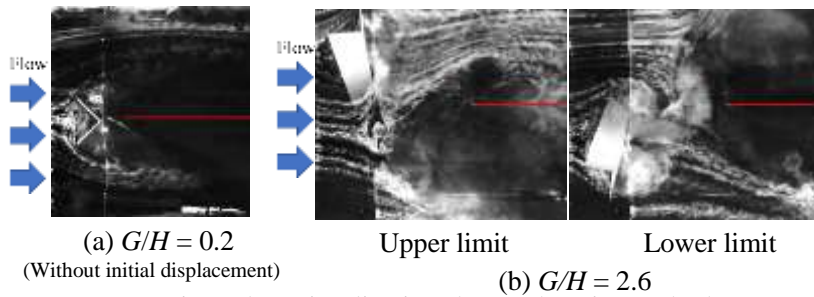 Flow
Flow
(a) G/H = 0.2
(Without initial displacement)
Upper limit
Lower limit
(b) G/H = 2.6